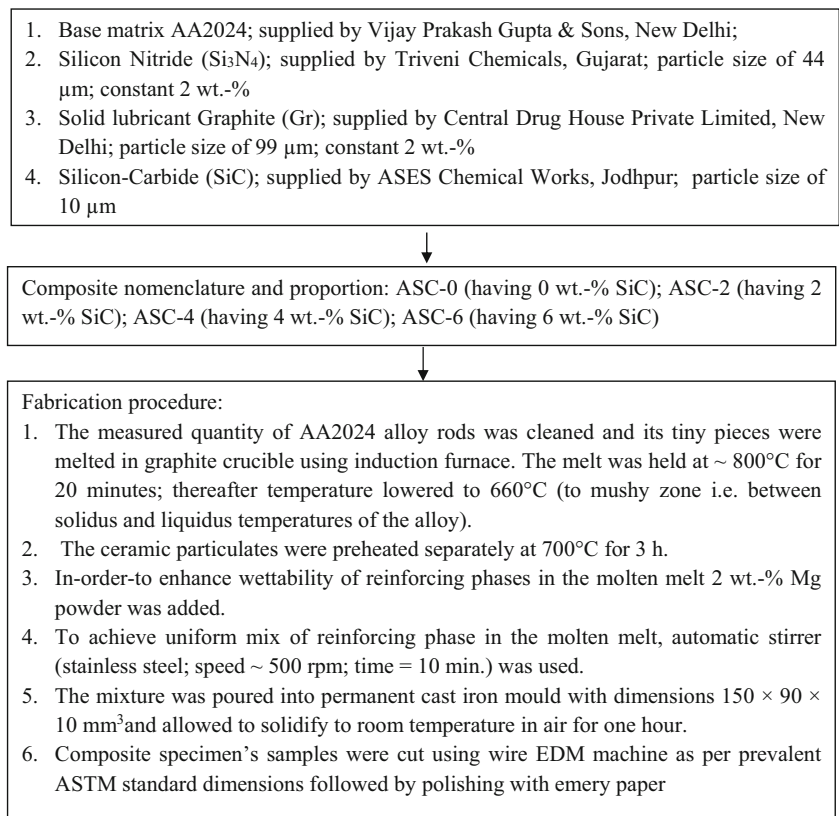 1. Base matrix AA2024; supplied by Vijay Prakash Gupta & Sons, New Delhi;
2. Silicon Nitride (Si₃N₄); supplied by Triveni Chemicals, Gujarat; particle size of 44
µm; constant 2 wt.-%
3. Solid lubricant Graphite (Gr); supplied by Central Drug House Private Limited, New
Delhi; particle size of 99 µm; constant 2 wt.-%
4. Silicon-Carbide (SiC); supplied by ASES Chemical Works, Jodhpur; particle size of
10 µm
Composite nomenclature and proportion: ASC-0 (having 0 wt.-% SiC); ASC-2 (having 2
wt.-% SiC); ASC-4 (having 4 wt.-% SiC); ASC-6 (having 6 wt.-% SiC)
Fabrication procedure:
1. The measured quantity of AA2024 alloy rods was cleaned and its tiny pieces were
melted in graphite crucible using induction furnace. The melt was held at ~ 800°C for
20 minutes; thereafter temperature lowered to 660°C (to mushy zone i.e. between
solidus and liquidus temperatures of the alloy).
2. The ceramic particulates were preheated separately at 700°C for 3 h.
3. In-order-to enhance wettability of reinforcing phases in the molten melt 2 wt.-% Mg
powder was added.
4. To achieve uniform mix of reinforcing phase in the molten melt, automatic stirrer
(stainless steel; speed ~ 500 rpm; time = 10 min.) was used.
5. The mixture was poured into permanent cast iron mould with dimensions 150 × 90 ×
10 mm³and allowed to solidify to room temperature in air for one hour.
6. Composite specimen's samples were cut using wire EDM machine as per prevalent
ASTM standard dimensions followed by polishing with emery paper